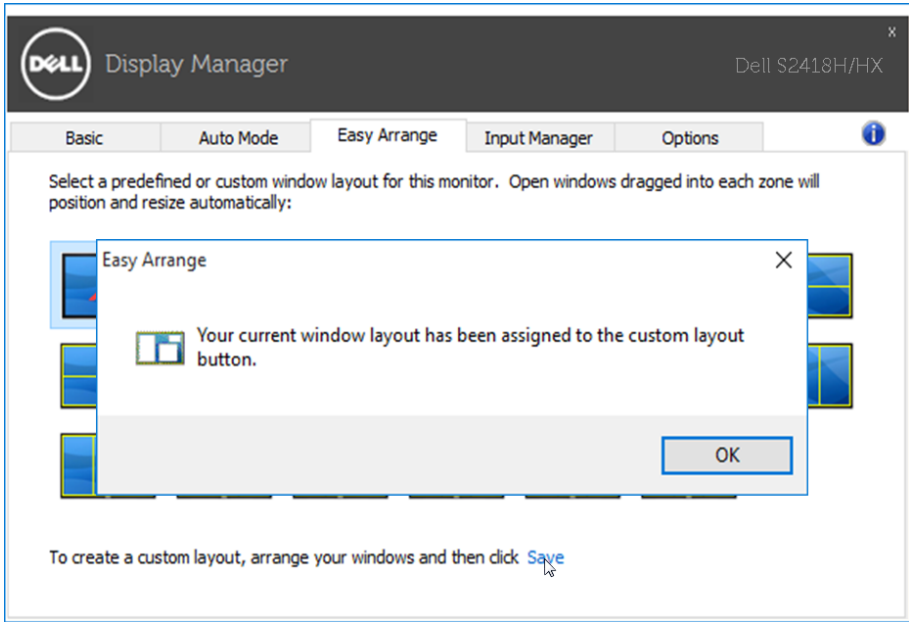 DELL
Display Manager
x
Dell S2418H/HX
Basic
Auto Mode
Easy Arrange
Input Manager
Options
i
Select a predefined or custom window layout for this monitor. Open windows dragged into each zone will
position and resize automatically:
Easy Arrange
Your current window layout has been assigned to the custom layout
button.
OK
To create a custom layout, arrange your windows and then click Save